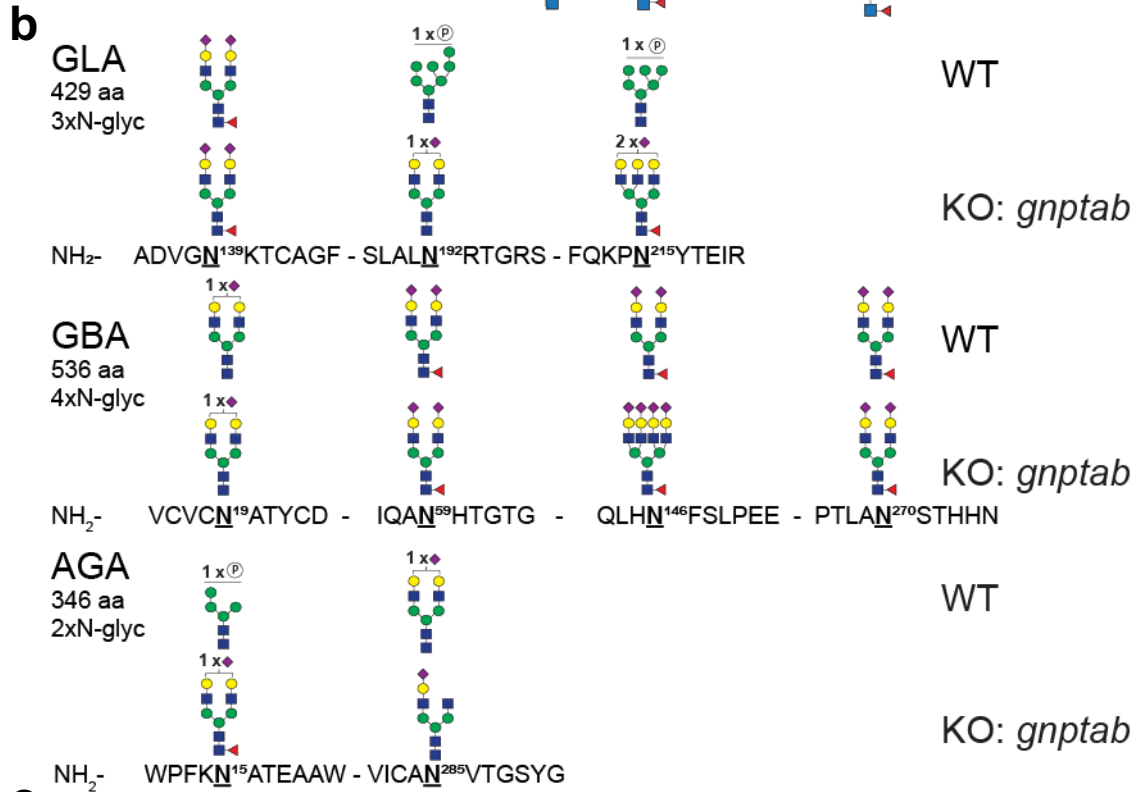 b
1 x Ⓟ
1 x Ⓟ
GLA
429 aa
3xN-glyc
WT
1 x
2 x
KO: gnptab
NH₂- ADVGN¹³⁹KTCAGF - SLALN¹⁹²RTGRS - FQKPN²¹⁵YTEIR
1 x
GBA
536 aa
4xN-glyc
WT
1 x
KO: gnptab
NH₂- VCVCN¹⁹ATYCD - IQAN⁵⁹HTGTG - QLHN¹⁴⁶FSLPEE - PTLAN²⁷⁰STHHN
AGA
346 aa
2xN-glyc
1 x Ⓟ
1 x
WT
1 x
KO: gnptab
NH₂- WPFKN¹⁵ATEAAW - VICAN²⁸⁵VTGSYG